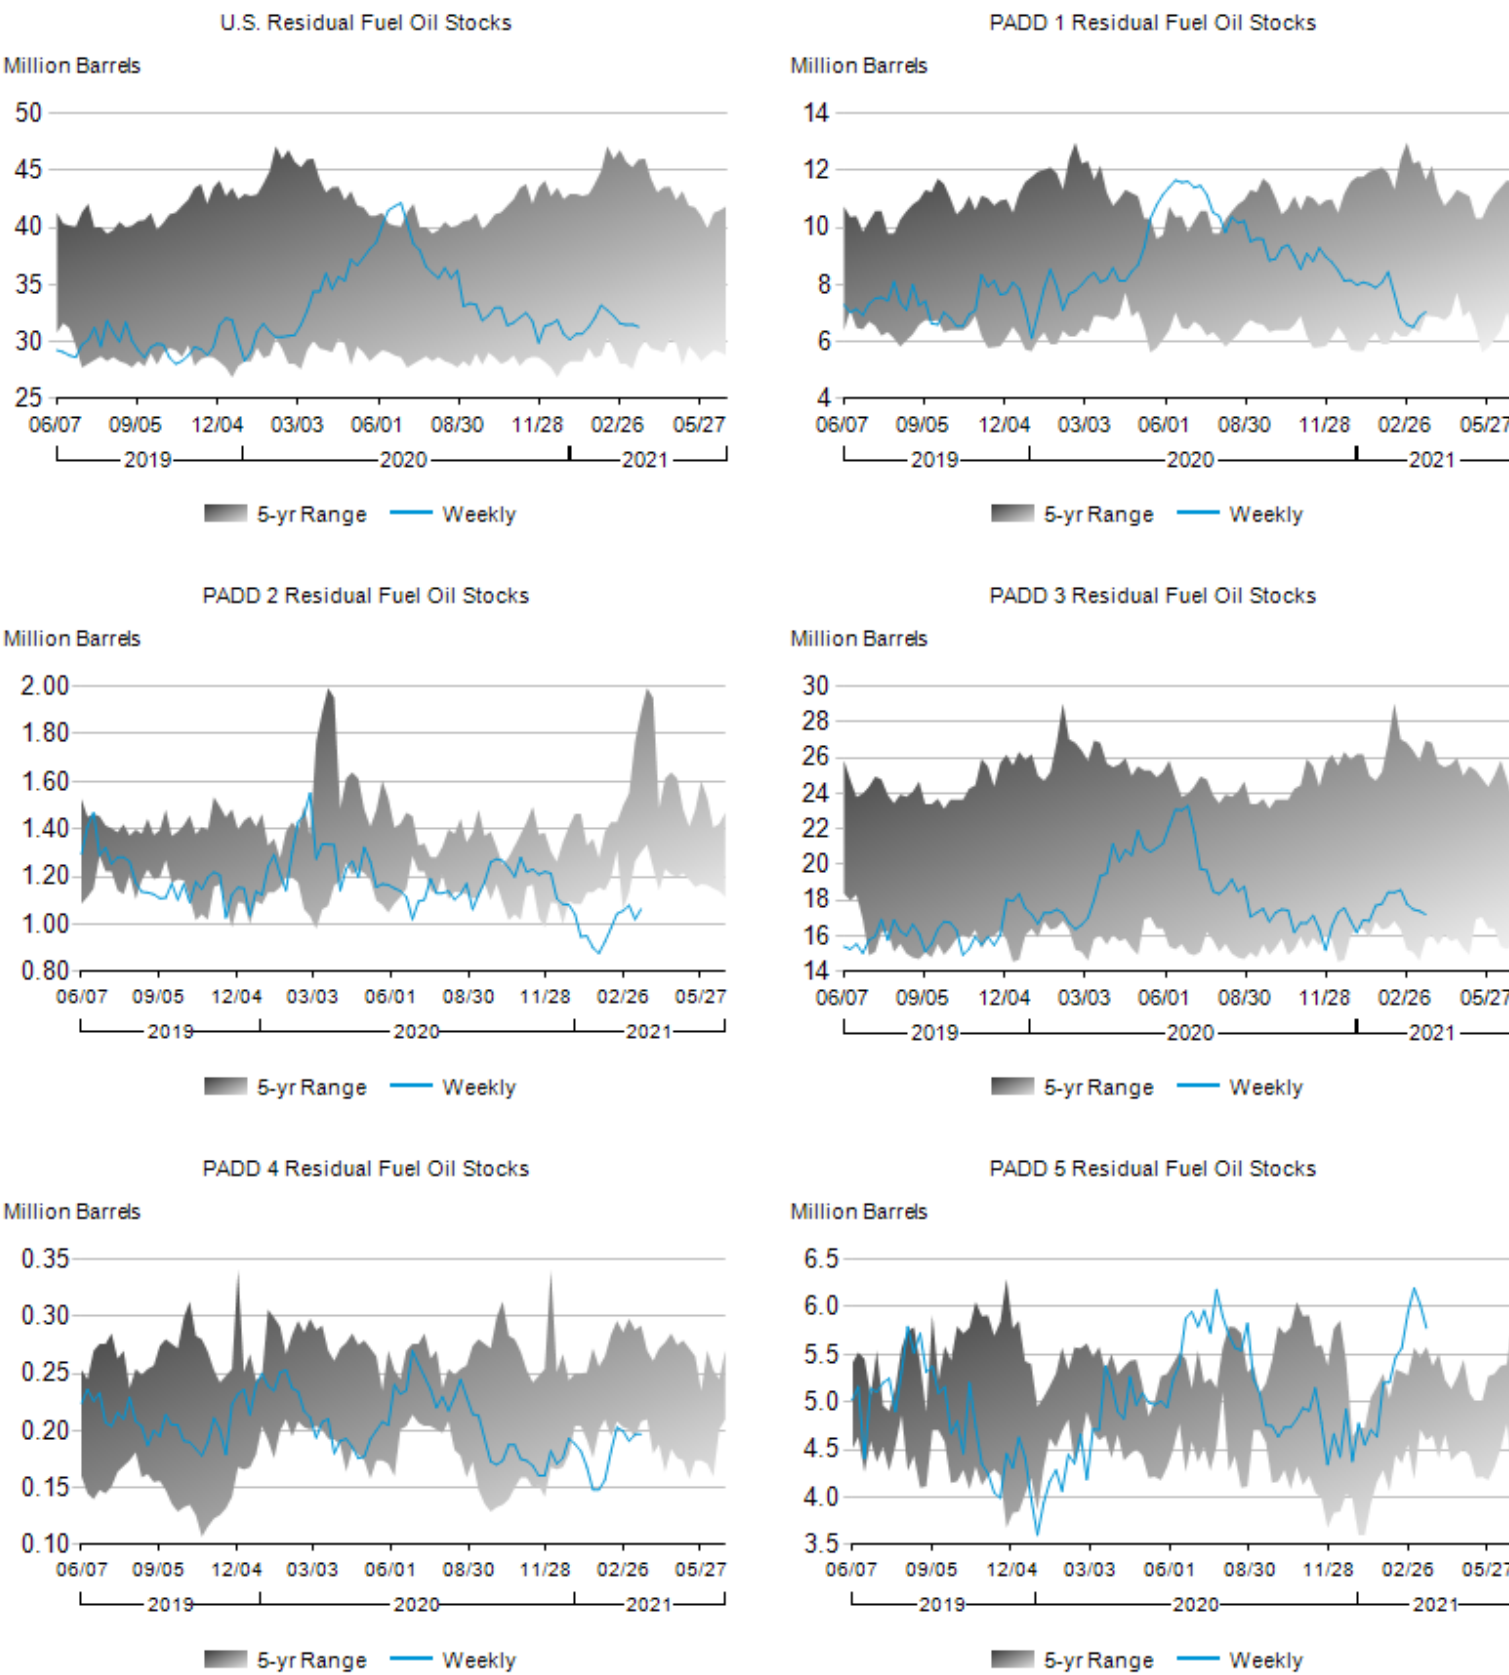 U.S. Residual Fuel Oil Stocks
Million Barrels
50
45
40
35
30
25
06/07 09/05 12/04 03/03 06/01 08/30 11/28 02/26 05/27
2019 2020 2021
5-yr Range Weekly
PADD 1 Residual Fuel Oil Stocks
Million Barrels
14
12
10
8
6
4
06/07 09/05 12/04 03/03 06/01 08/30 11/28 02/26 05/27
2019 2020 2021
5-yr Range Weekly
PADD 2 Residual Fuel Oil Stocks
Million Barrels
2.00
1.80
1.60
1.40
1.20
1.00
0.80
06/07 09/05 12/04 03/03 06/01 08/30 11/28 02/26 05/27
2019 2020 2021
5-yr Range Weekly
PADD 3 Residual Fuel Oil Stocks
Million Barrels
30
28
26
24
22
20
18
16
14
06/07 09/05 12/04 03/03 06/01 08/30 11/28 02/26 05/27
2019 2020 2021
5-yr Range Weekly
PADD 4 Residual Fuel Oil Stocks
Million Barrels
0.35
0.30
0.25
0.20
0.15
0.10
06/07 09/05 12/04 03/03 06/01 08/30 11/28 02/26 05/27
2019 2020 2021
5-yr Range Weekly
PADD 5 Residual Fuel Oil Stocks
Million Barrels
6.5
6.0
5.5
5.0
4.5
4.0
3.5
06/07 09/05 12/04 03/03 06/01 08/30 11/28 02/26 05/27
2019 2020 2021
5-yr Range Weekly